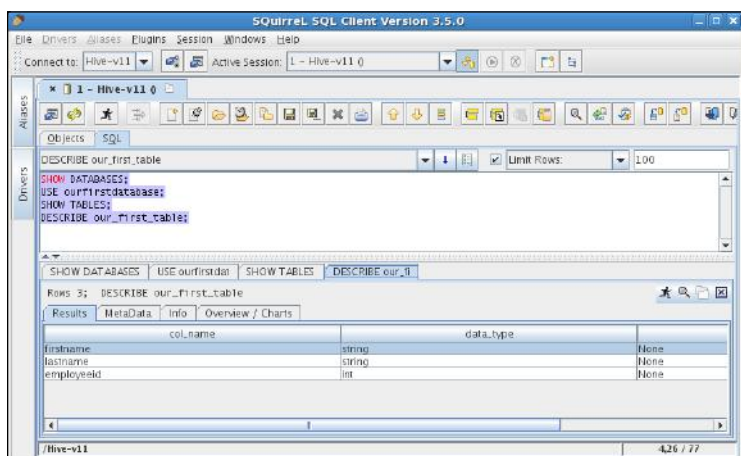 SQuirreL SQL Client Version 3.5.0
File Drivers Aliases Plugins Session Windows Help
Connect to: Hive-v11 Active Session: 1 - Hive-v11 ()
1 - Hive-v11 ()
Aliases
Drivers
Objects SQL
DESCRIBE our_first_table Limit Rows: 100
SHOW DATABASES;
USE ourfirstdatabase;
SHOW TABLES;
DESCRIBE our_first_table;
SHOW DATABASES USE ourfirstdat SHOW TABLES DESCRIBE our_fi
Rows 3; DESCRIBE our_first_table
Results MetaData Info Overview / Charts
col_name data_type
firstname string None
lastname string None
employeeid int None
/Hive-v11 4,26 / 77